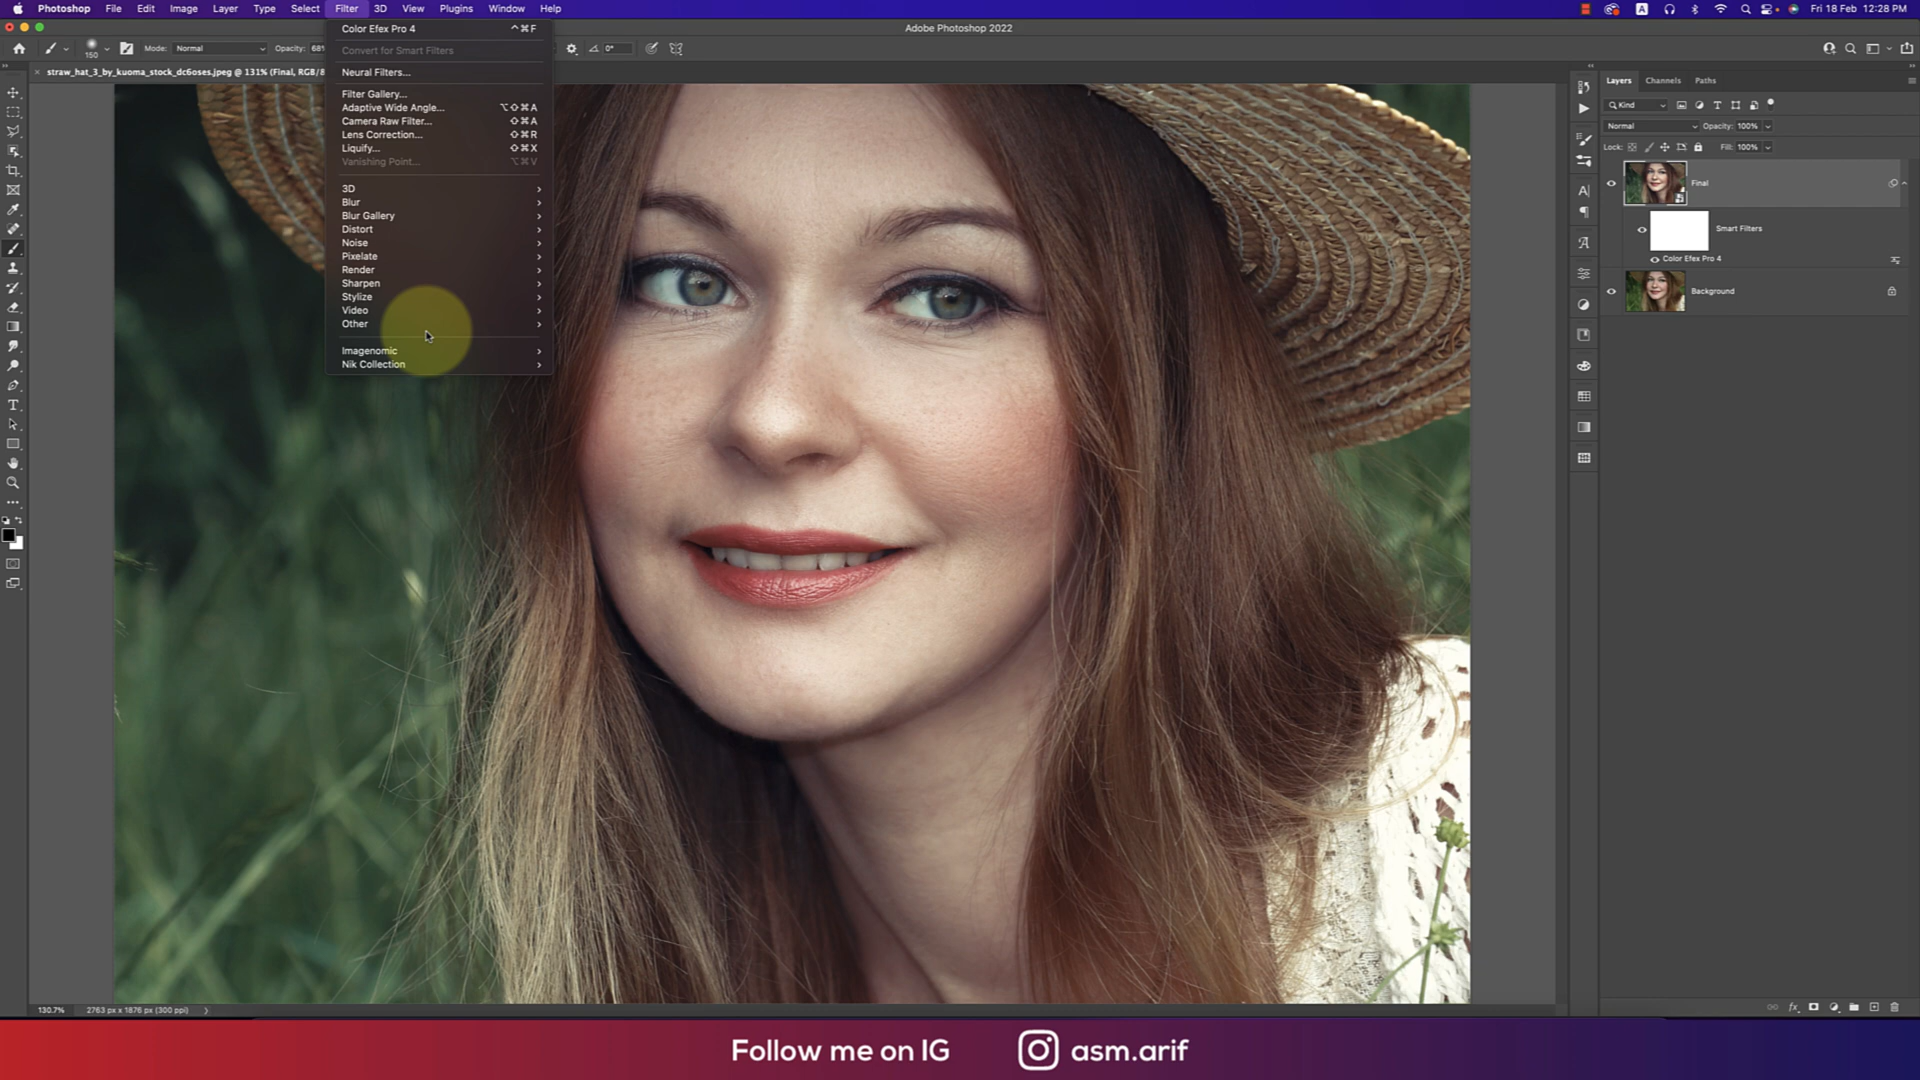 Photoshop File Edit Image Layer Type Select Filter 3D View Plugins Window Help
A Fri 18 Feb 12:28 PM
Adobe Photoshop 2022
150 Mode: Normal Opacity: 68% 0°
straw_hat_3_by_kuoma_stock_dc6oses.jpeg @ 131% (Final, RGB/8
Color Efex Pro 4 ⌃⌘F
Convert for Smart Filters
Neural Filters...
Filter Gallery...
Adaptive Wide Angle... ⌥⇧⌘A
Camera Raw Filter... ⇧⌘A
Lens Correction... ⇧⌘R
Liquify... ⇧⌘X
Vanishing Point... ⌥⌘V
3D
Blur
Blur Gallery
Distort
Noise
Pixelate
Render
Sharpen
Stylize
Video
Other
Imagenomic
Nik Collection
Layers Channels Paths
Kind
Normal Opacity: 100%
Lock: Fill: 100%
Final
Smart Filters
Color Efex Pro 4
Background
130.7% 2763 px x 1876 px (300 ppi)
Follow me on IG asm.arif